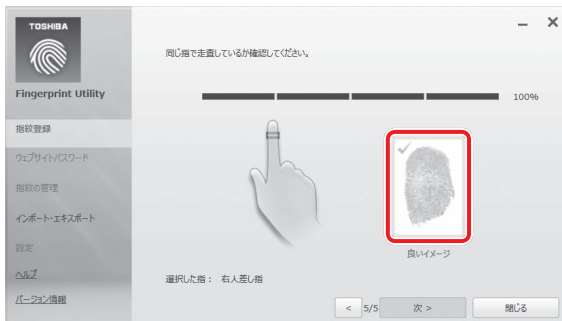 TOSHIBA
Fingerprint Utility
指紋登録
ウェブサイトパスワード
指紋の管理
インポート・エキスポート
設定
ヘルプ
バージョン情報
同じ指で走査しているか確認してください。
100%
良いイメージ
選択した指： 右人差し指
< 5/5 次 > 閉じる